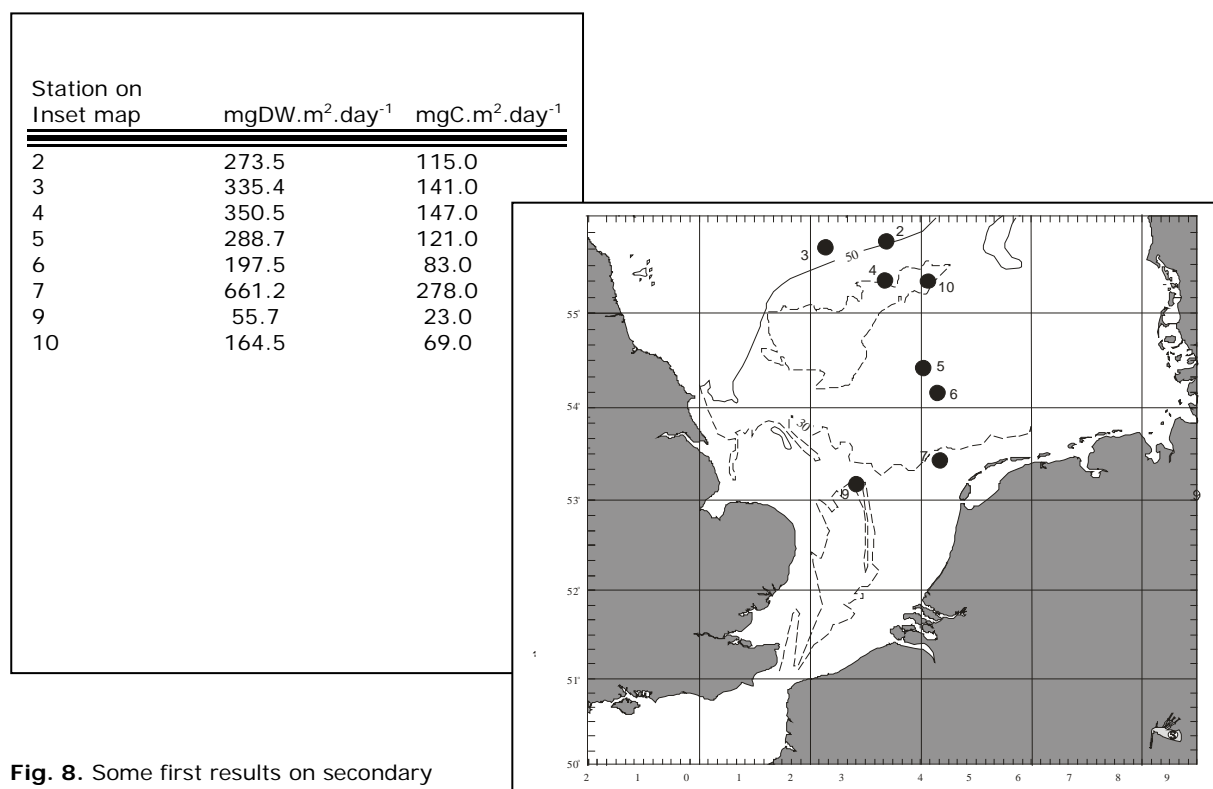 Station on
Inset map mgDW.m².day⁻¹ mgC.m².day⁻¹
2 273.5 115.0
3 335.4 141.0
4 350.5 147.0
5 288.7 121.0
6 197.5 83.0
7 661.2 278.0
9 55.7 23.0
10 164.5 69.0
2
3
50
4
10
55'
5
6
54'
30
7
9
53'
9
52'
51'
50'
2 1 0 1 2 3 4 5 6 7 8 9
Fig. 8. Some first results on secondary